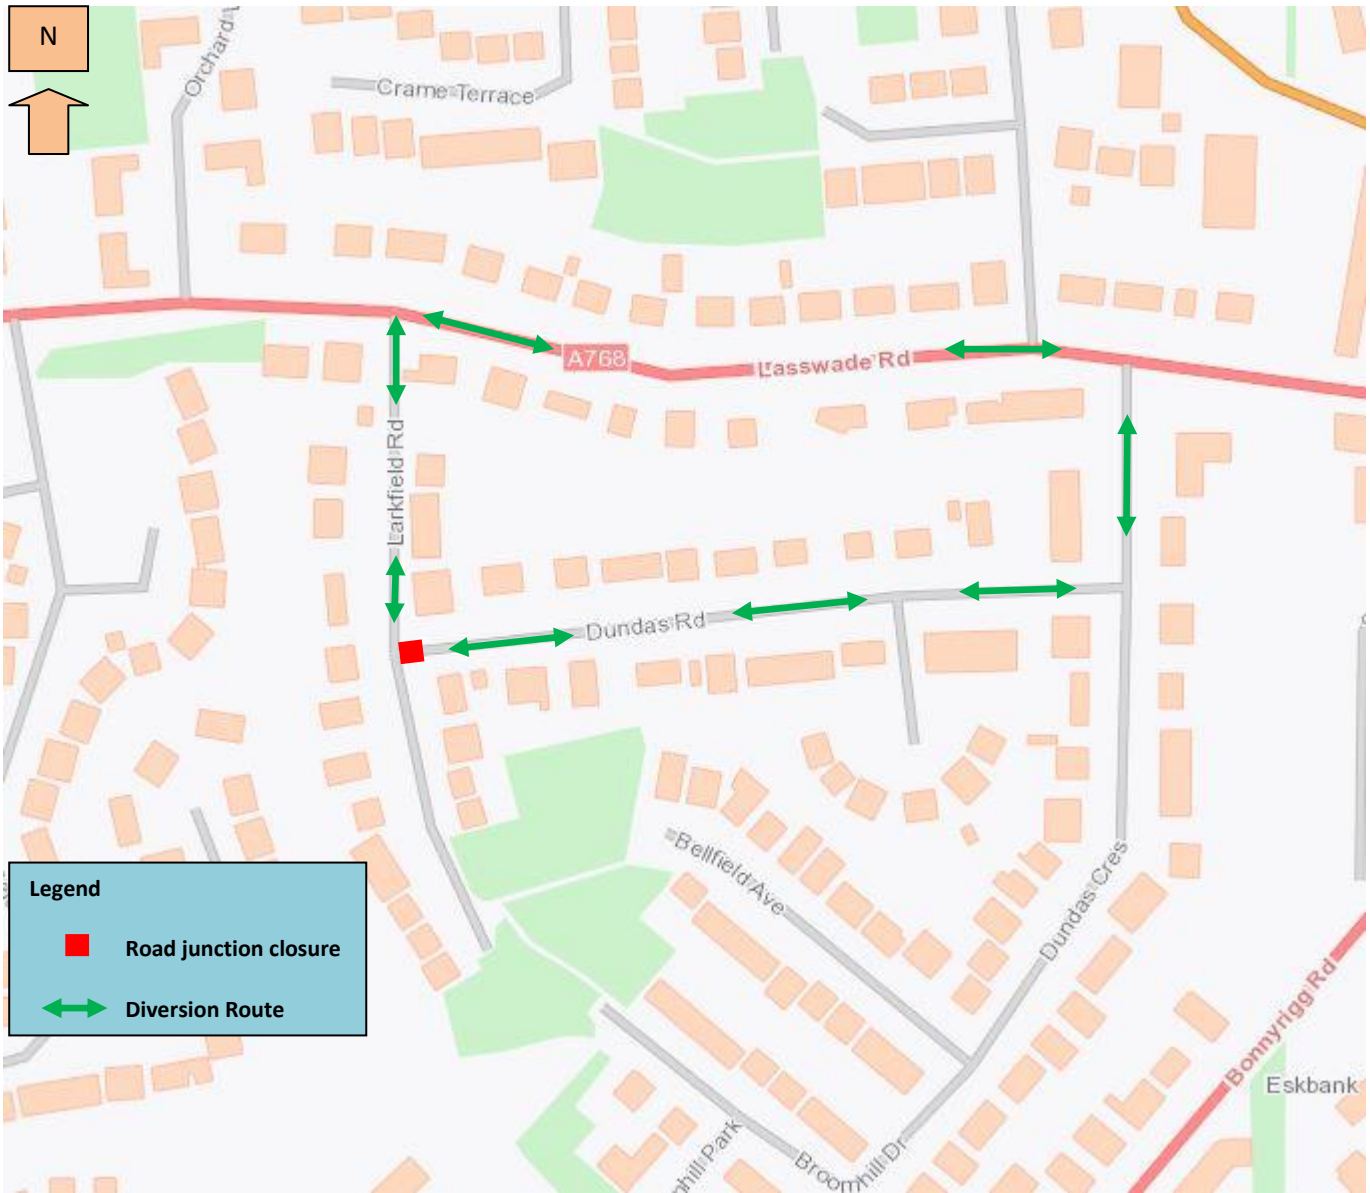 N
Orchard
Crame Terrace
A768
Lasswade Rd
Larkfield Rd
Dundas Rd
Bellfield Ave
Dundas Cres
Legend
Road junction closure
Diversion Route
Bonnyrigg Rd
Eskbank
nhill Park
Broomhill Dr